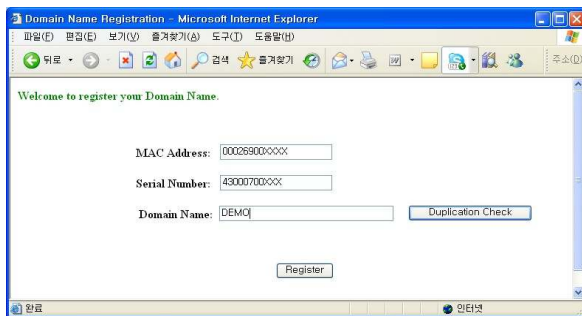 Domain Name Registration - Microsoft Internet Explorer
파일(F) 편집(E) 보기(V) 즐겨찾기(A) 도구(T) 도움말(H)
뒤로 검색 즐겨찾기 주소(D)
Welcome to register your Domain Name.
MAC Address: 00026900XXXX
Serial Number: 43000700XXX
Domain Name: DEMO Duplication Check
Register
완료 인터넷